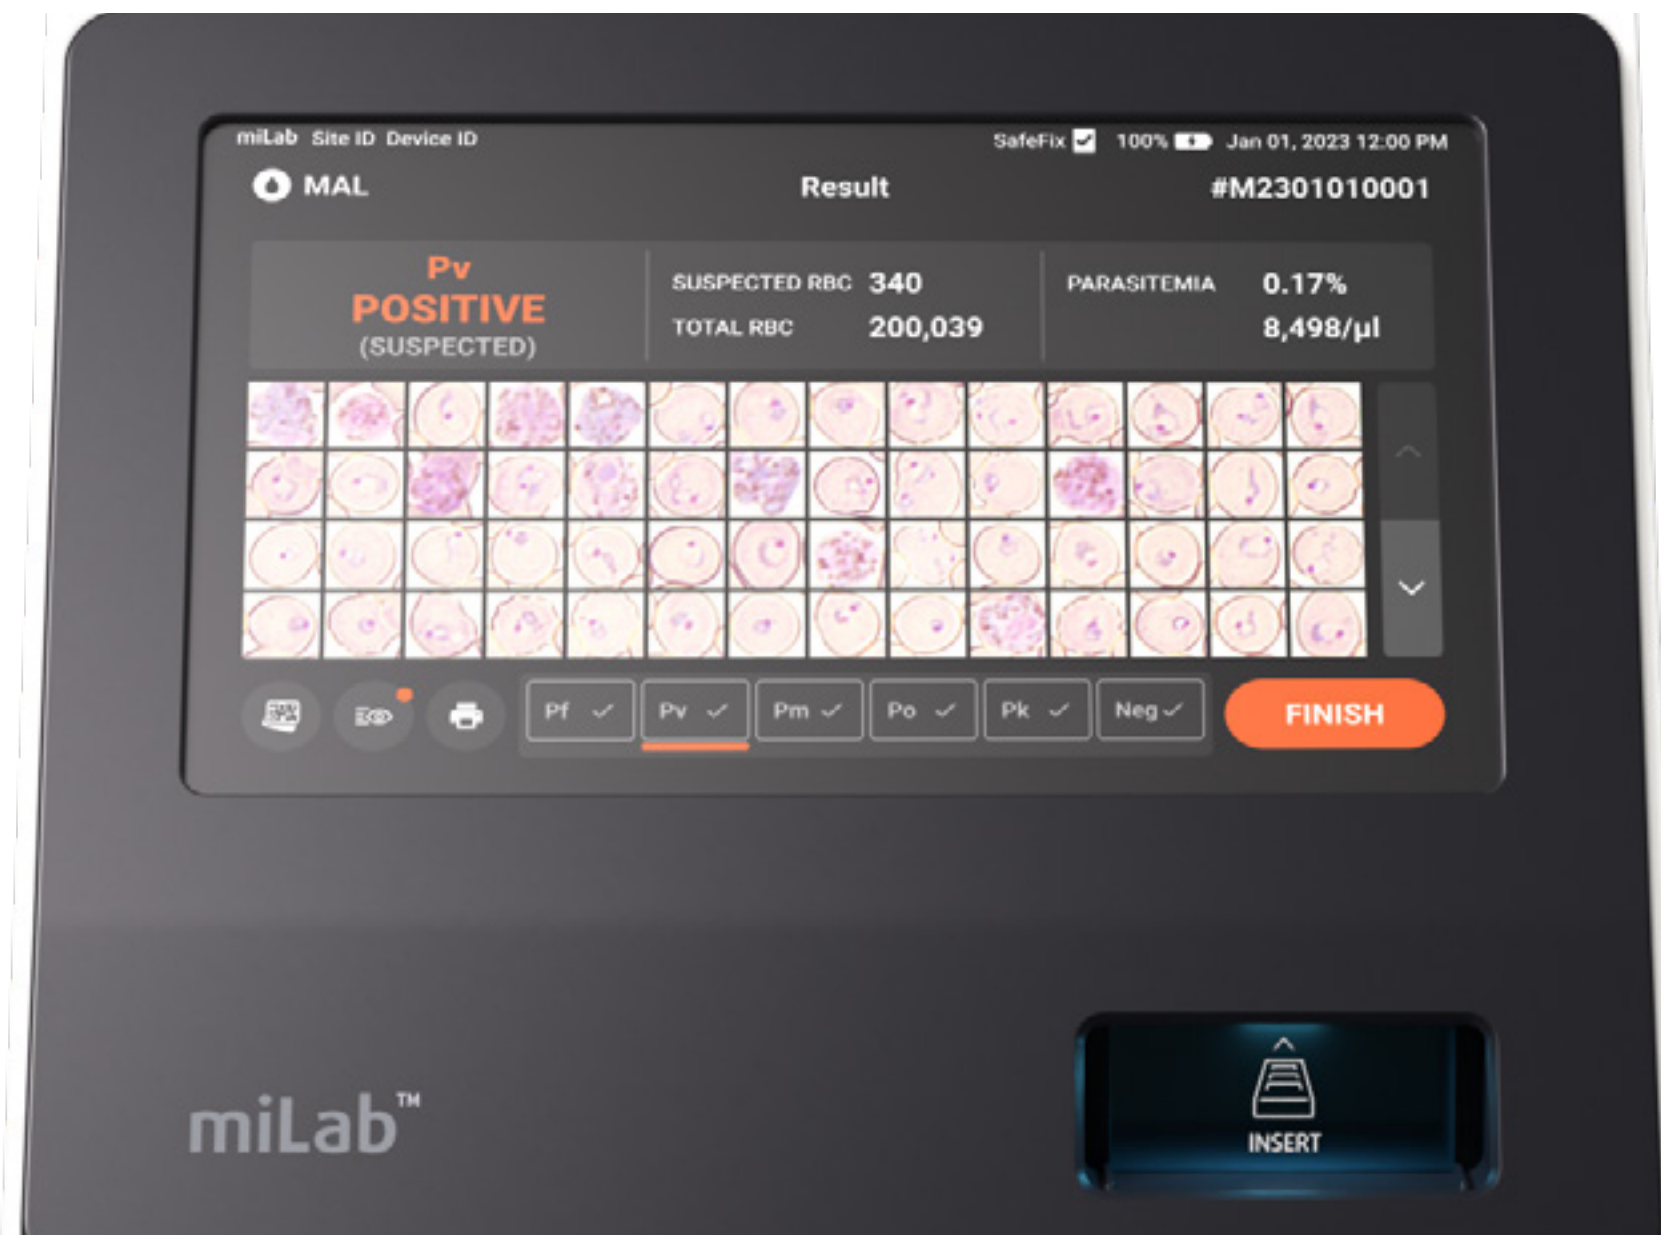 miLab Site ID Device ID SafeFix 100% Jan 01, 2023 12:00 PM
MAL Result #M2301010001
Pv
POSITIVE
(SUSPECTED)
SUSPECTED RBC 340
TOTAL RBC 200,039
PARASITEMIA 0.17%
8,498/µl
Pf Pv Pm Po Pk Neg FINISH
miLab™
INSERT